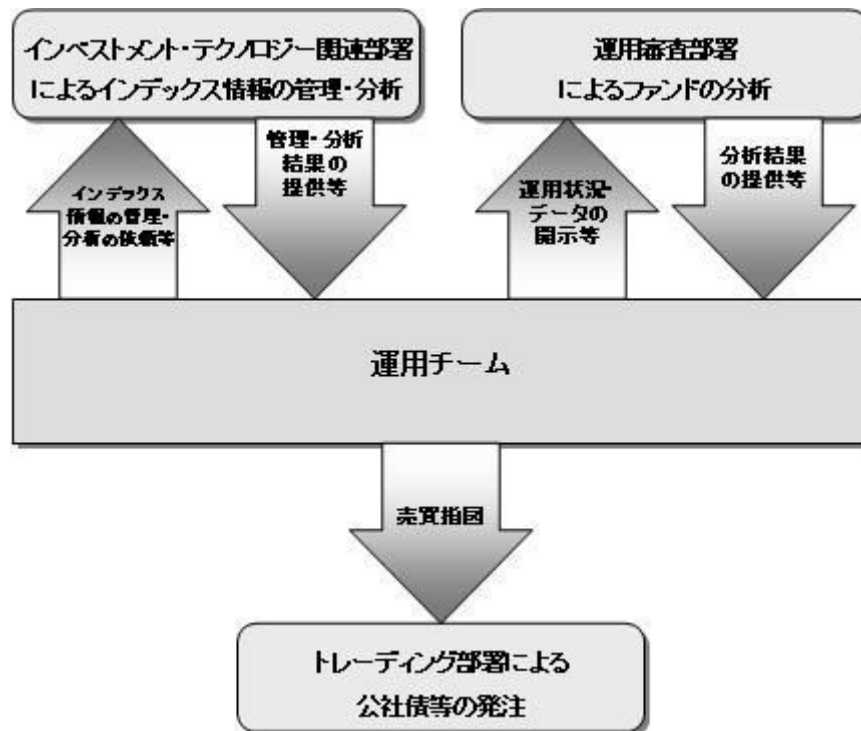 インベストメント・テクノロジー関連部署
によるインデックス情報の管理・分析
運用審査部署
によるファンドの分析
インデックス
情報の管理・
分析の依頼等
管理・分析
結果の
提供等
運用状況・
データの
開示等
分析結果
の提供等
運用チーム
売買指図
トレーディング部署による
公社債等の発注